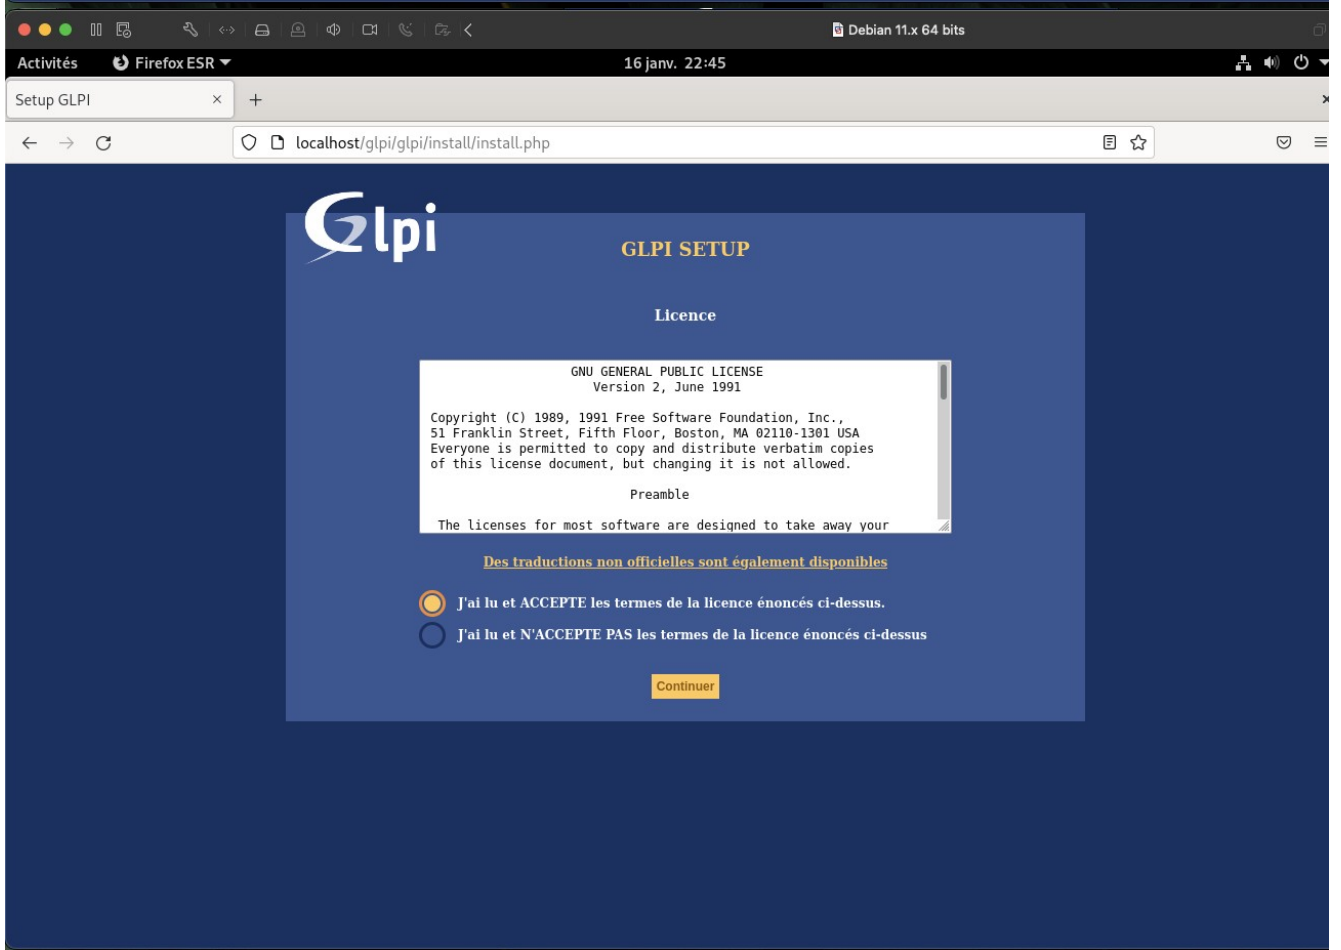 Debian 11.x 64 bits
Activités Firefox ESR 16 janv. 22:45
Setup GLPI
localhost/glpi/glpi/install/install.php
Glpi
GLPI SETUP
Licence
GNU GENERAL PUBLIC LICENSE
Version 2, June 1991
Copyright (C) 1989, 1991 Free Software Foundation, Inc.,
51 Franklin Street, Fifth Floor, Boston, MA 02110-1301 USA
Everyone is permitted to copy and distribute verbatim copies
of this license document, but changing it is not allowed.
Preamble
The licenses for most software are designed to take away your
Des traductions non officielles sont également disponibles
J'ai lu et ACCEPTE les termes de la licence énoncés ci-dessus.
J'ai lu et N'ACCEPTE PAS les termes de la licence énoncés ci-dessus
Continuer